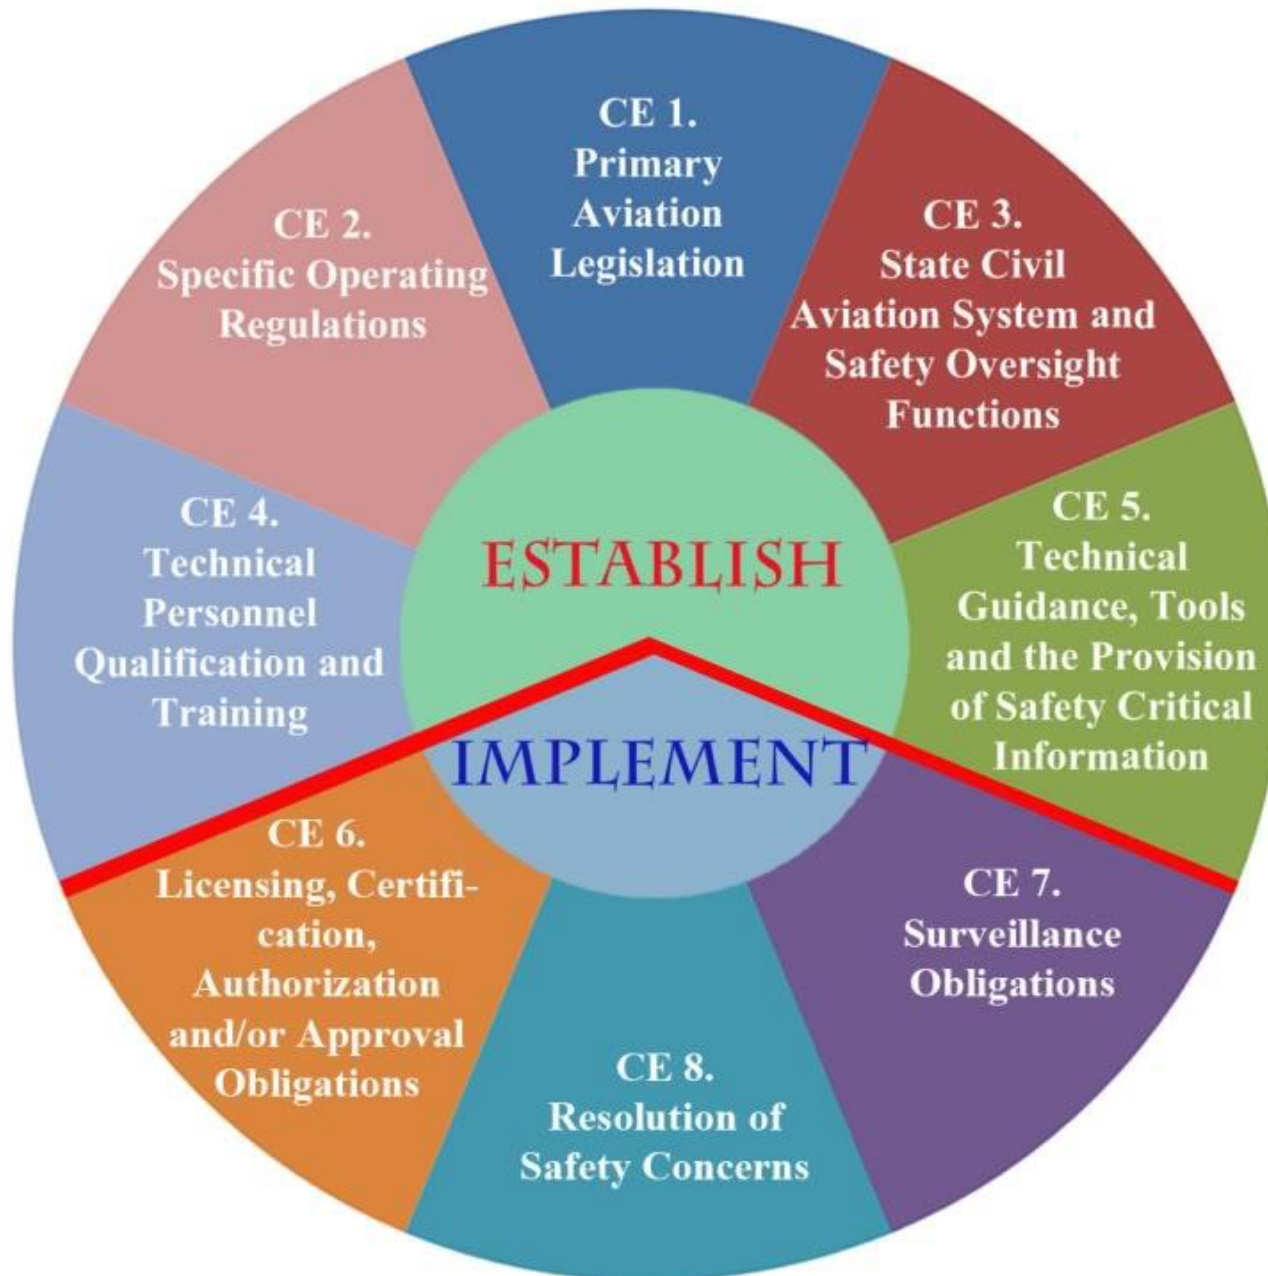 CE 1.
Primary
Aviation
Legislation
CE 2.
Specific Operating
Regulations
CE 3.
State Civil
Aviation System and
Safety Oversight
Functions
CE 4.
Technical
Personnel
Qualification and
Training
CE 5.
Technical
Guidance, Tools
and the Provision
of Safety Critical
Information
ESTABLISH
IMPLEMENT
CE 6.
Licensing, Certifi-
cation,
Authorization
and/or Approval
Obligations
CE 7.
Surveillance
Obligations
CE 8.
Resolution of
Safety Concerns